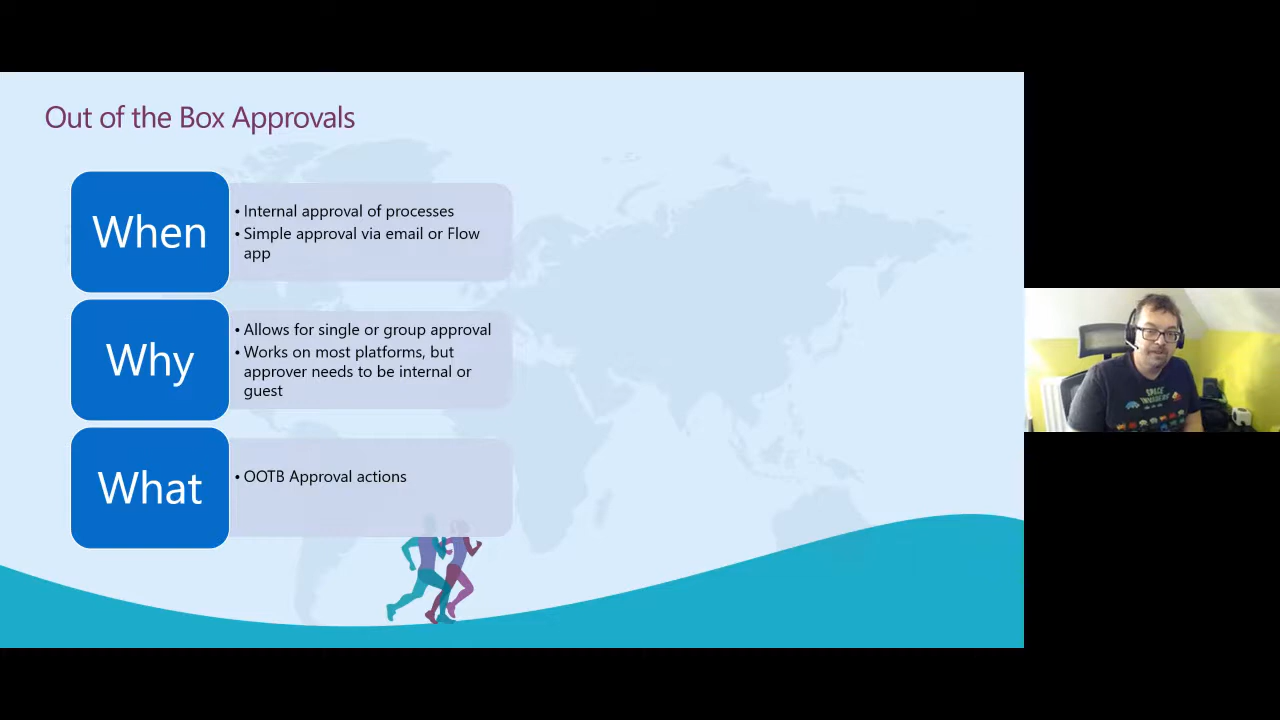 Out of the Box Approvals
When
• Internal approval of processes
• Simple approval via email or Flow
app
Why
• Allows for single or group approval
• Works on most platforms, but
approver needs to be internal or
guest
What
• OOTB Approval actions
SPACE
INVADERS